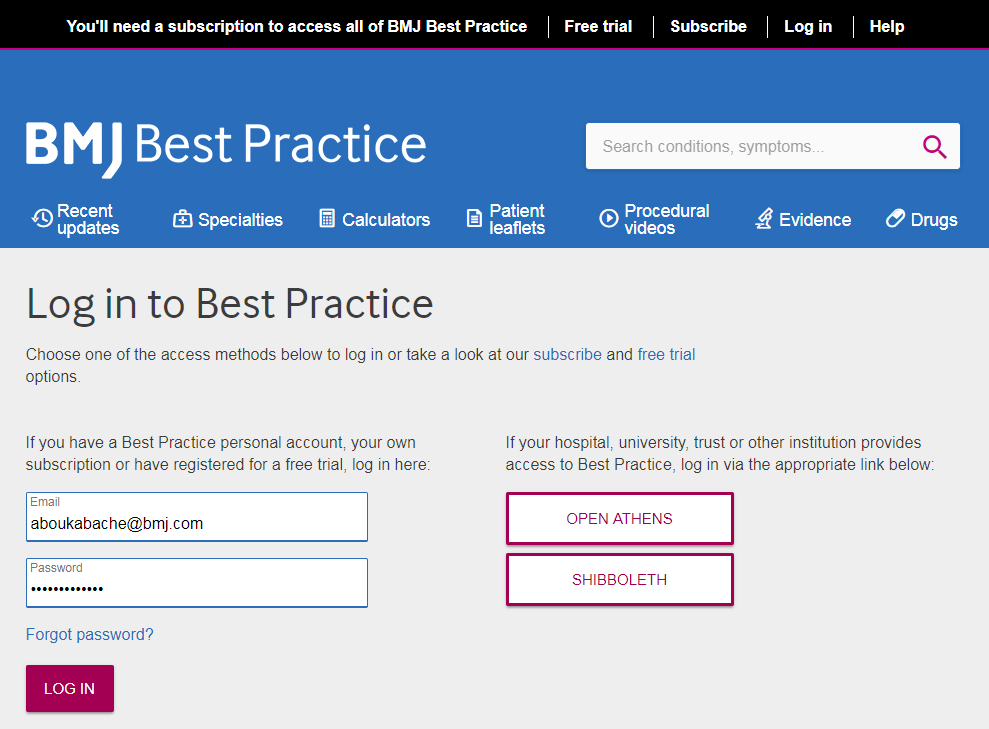 You'll need a subscription to access all of BMJ Best Practice
Free trial
Subscribe
Log in
Help
BMJ Best Practice
Search conditions, symptoms...
Recent
updates
Specialties
Calculators
Patient
leaflets
Procedural
videos
Evidence
Drugs
Log in to Best Practice
Choose one of the access methods below to log in or take a look at our subscribe and free trial
options.
If you have a Best Practice personal account, your own
subscription or have registered for a free trial, log in here:
Email
aboukabache@bmj.com
Password
•••••••••••••
Forgot password?
LOG IN
If your hospital, university, trust or other institution provides
access to Best Practice, log in via the appropriate link below:
OPEN ATHENS
SHIBBOLETH